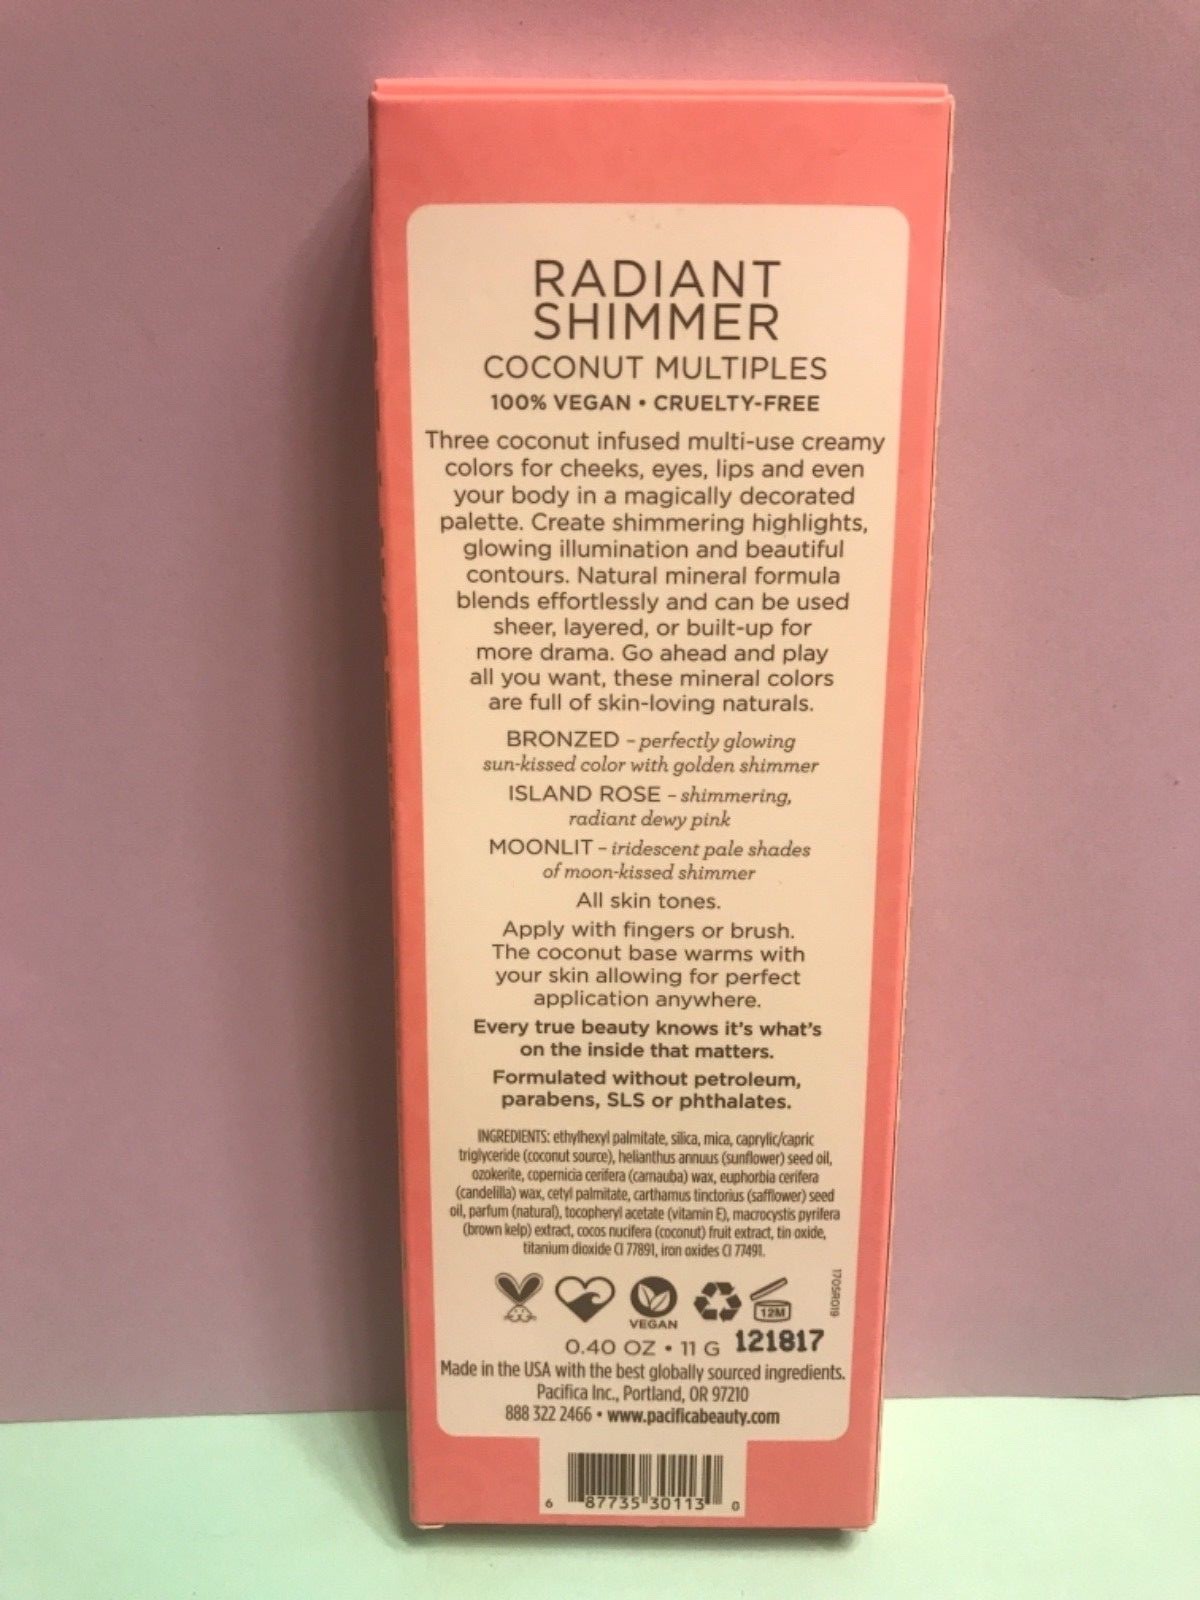 RADIANT
SHIMMER
COCONUT MULTIPLES
100% VEGAN • CRUELTY-FREE
Three coconut infused multi-use creamy
colors for cheeks, eyes, lips and even
your body in a magically decorated
palette. Create shimmering highlights,
glowing illumination and beautiful
contours. Natural mineral formula
blends effortlessly and can be used
sheer, layered, or built-up for
more drama. Go ahead and play
all you want, these mineral colors
are full of skin-loving naturals.
BRONZED – perfectly glowing
sun-kissed color with golden shimmer
ISLAND ROSE – shimmering,
radiant dewy pink
MOONLIT – iridescent pale shades
of moon-kissed shimmer
All skin tones.
Apply with fingers or brush.
The coconut base warms with
your skin allowing for perfect
application anywhere.
Every true beauty knows it's what's
on the inside that matters.
Formulated without petroleum,
parabens, SLS or phthalates.
INGREDIENTS: ethylhexyl palmitate, silica, mica, caprylic/capric
triglyceride (coconut source), helianthus annuus (sunflower) seed oil,
ozokerite, copernicia cerifera (carnauba) wax, euphorbia cerifera
(candelilla) wax, cetyl palmitate, carthamus tinctorius (safflower) seed
oil, parfum (natural), tocopheryl acetate (vitamin E), macrocystis pyrifera
(brown kelp) extract, cocos nucifera (coconut) fruit extract, tin oxide,
titanium dioxide CI 77891, iron oxides CI 77491.
VEGAN
12M
1705R019
0.40 OZ • 11 G 121817
Made in the USA with the best globally sourced ingredients.
Pacifica Inc., Portland, OR 97210
888 322 2466 • www.pacificabeauty.com
6 87735 30113 0